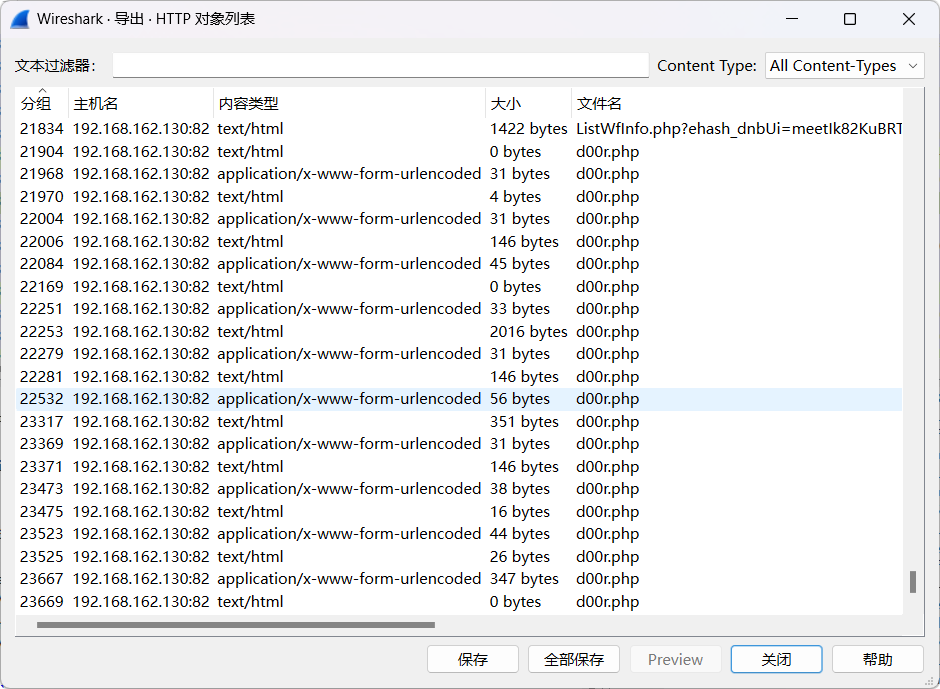 Wireshark · 导出 · HTTP 对象列表
文本过滤器: Content Type: All Content-Types
分组 主机名 内容类型 大小 文件名
21834 192.168.162.130:82 text/html 1422 bytes ListWfInfo.php?ehash_dnbUi=meetIk82KuBRT
21904 192.168.162.130:82 text/html 0 bytes d00r.php
21968 192.168.162.130:82 application/x-www-form-urlencoded 31 bytes d00r.php
21970 192.168.162.130:82 text/html 4 bytes d00r.php
22004 192.168.162.130:82 application/x-www-form-urlencoded 31 bytes d00r.php
22006 192.168.162.130:82 text/html 146 bytes d00r.php
22084 192.168.162.130:82 application/x-www-form-urlencoded 45 bytes d00r.php
22169 192.168.162.130:82 text/html 0 bytes d00r.php
22251 192.168.162.130:82 application/x-www-form-urlencoded 33 bytes d00r.php
22253 192.168.162.130:82 text/html 2016 bytes d00r.php
22279 192.168.162.130:82 application/x-www-form-urlencoded 31 bytes d00r.php
22281 192.168.162.130:82 text/html 146 bytes d00r.php
22532 192.168.162.130:82 application/x-www-form-urlencoded 56 bytes d00r.php
23317 192.168.162.130:82 text/html 351 bytes d00r.php
23369 192.168.162.130:82 application/x-www-form-urlencoded 31 bytes d00r.php
23371 192.168.162.130:82 text/html 146 bytes d00r.php
23473 192.168.162.130:82 application/x-www-form-urlencoded 38 bytes d00r.php
23475 192.168.162.130:82 text/html 16 bytes d00r.php
23523 192.168.162.130:82 application/x-www-form-urlencoded 44 bytes d00r.php
23525 192.168.162.130:82 text/html 26 bytes d00r.php
23667 192.168.162.130:82 application/x-www-form-urlencoded 347 bytes d00r.php
23669 192.168.162.130:82 text/html 0 bytes d00r.php
保存 全部保存 Preview 关闭 帮助